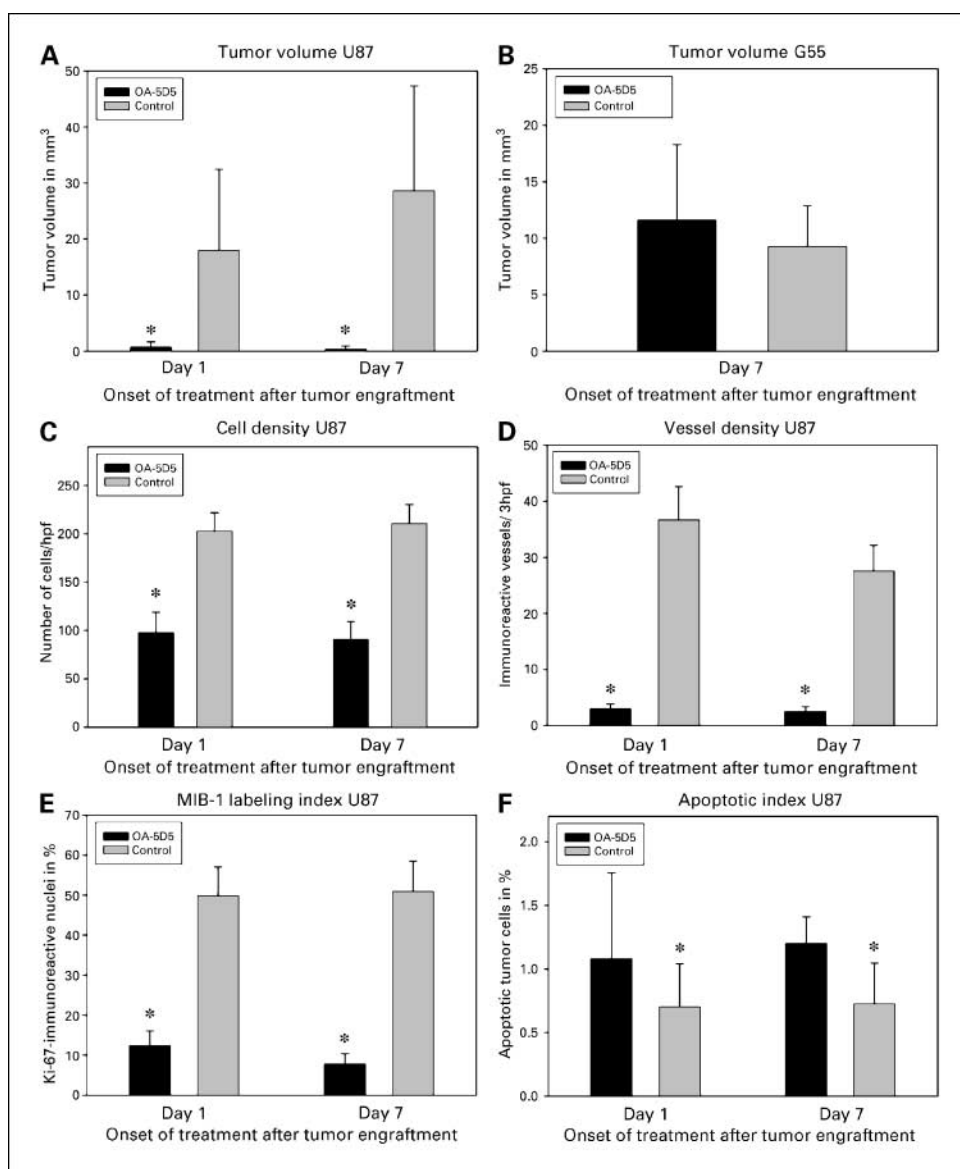 A
Tumor volume U87
50
40
30
20
10
0
Tumor volume in mm³
OA-5D5
Control
*
*
Day 1
Day 7
Onset of treatment after tumor engraftment
B
Tumor volume G55
25
20
15
10
5
0
Tumor volume in mm³
OA-5D5
Control
Day 7
Onset of treatment after tumor engraftment
C
Cell density U87
250
200
150
100
50
0
Number of cells/hpf
OA-5D5
Control
*
*
Day 1
Day 7
Onset of treatment after tumor engraftment
D
Vessel density U87
50
40
30
20
10
0
Immunoreactive vessels/ 3hpf
OA-5D5
Control
*
*
Day 1
Day 7
Onset of treatment after tumor engraftment
E
MIB-1 labeling index U87
70
60
50
40
30
20
10
0
Ki-67-immunoreactive nuclei in %
OA-5D5
Control
*
*
Day 1
Day 7
Onset of treatment after tumor engraftment
F
Apoptotic index U87
2.0
1.5
1.0
0.5
0.0
Apoptotic tumor cells in %
OA-5D5
Control
*
*
Day 1
Day 7
Onset of treatment after tumor engraftment